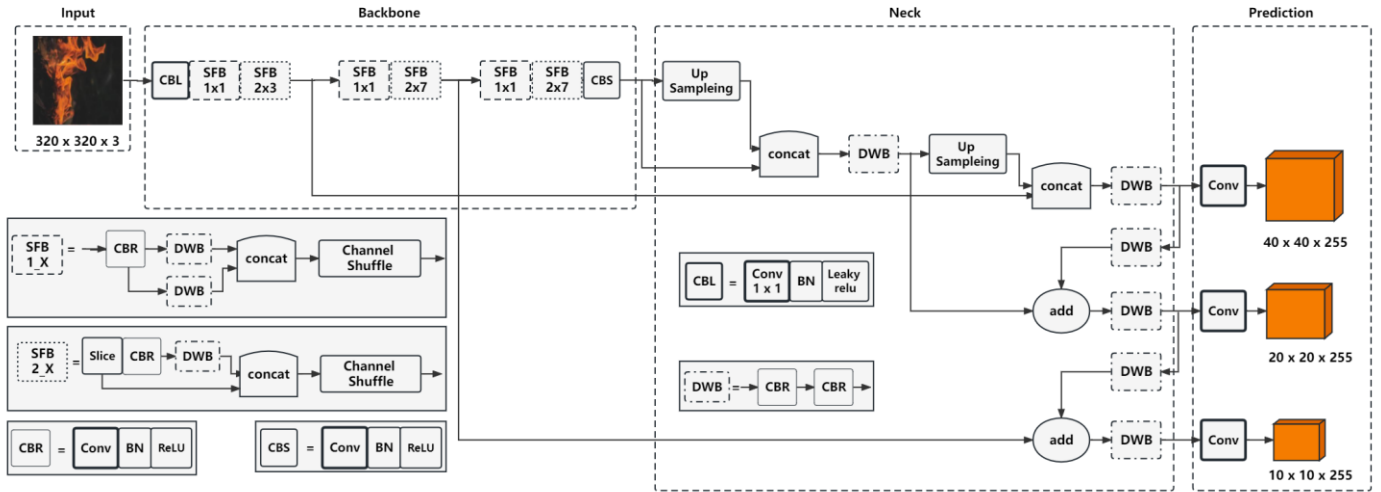 Input
Backbone
Neck
Prediction
320 x 320 x 3
CBL
SFB
1x1
SFB
2x3
SFB
1x1
SFB
2x7
SFB
1x1
SFB
2x7
CBS
Up
Sampleing
concat
DWB
Up
Sampleing
concat
DWB
Conv
40 x 40 x 255
DWB
add
DWB
Conv
20 x 20 x 255
DWB
add
DWB
Conv
10 x 10 x 255
SFB
1_X
=
CBR
DWB
DWB
concat
Channel
Shuffle
SFB
2_X
=
Slice
CBR
DWB
concat
Channel
Shuffle
CBR
=
Conv
BN
ReLU
CBS
=
Conv
BN
ReLU
CBL
=
Conv
1 x 1
BN
Leaky
relu
DWB
=
CBR
CBR